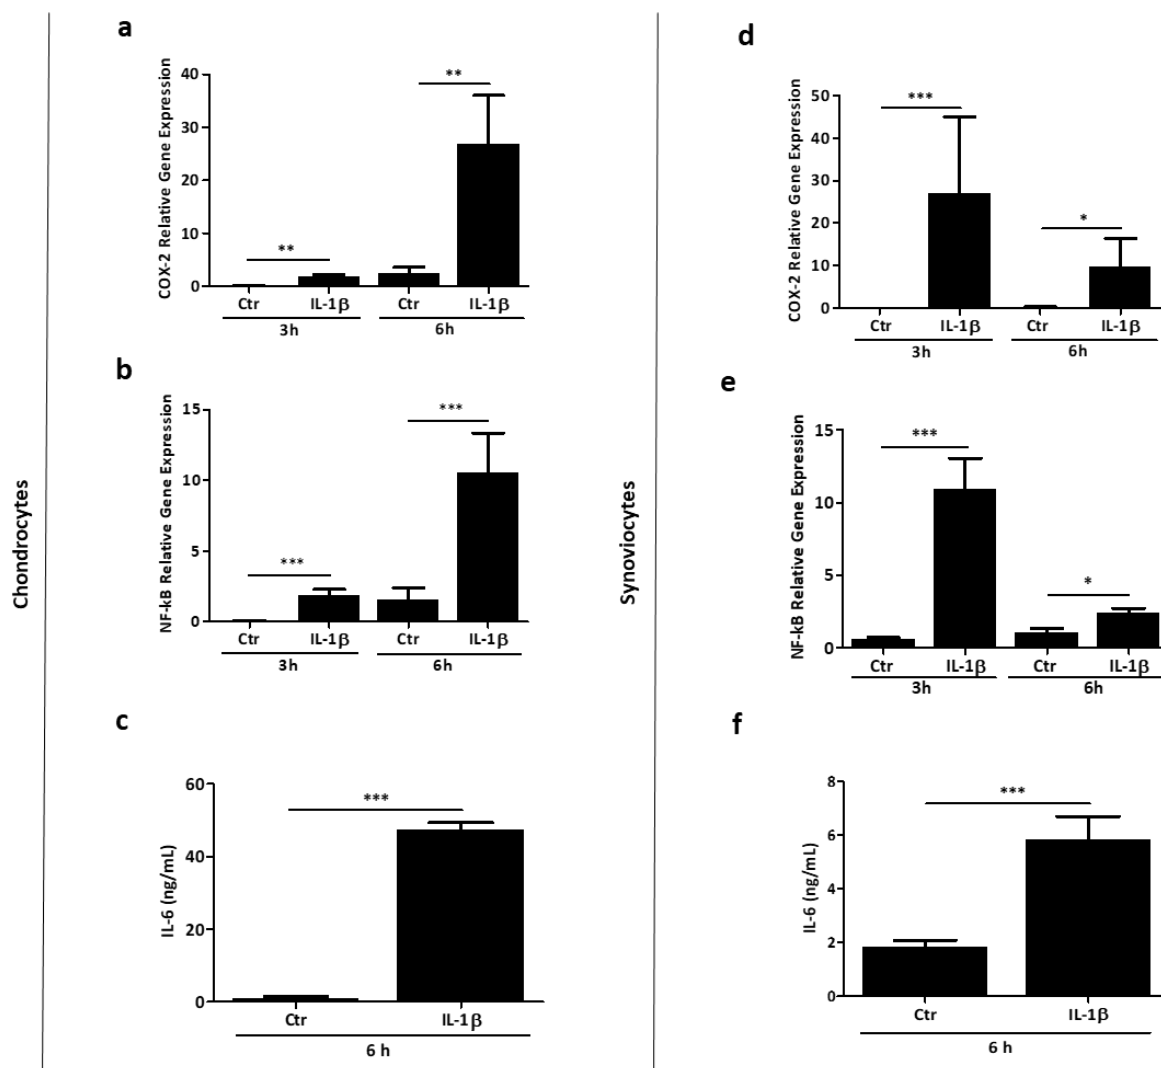 Chondrocytes
a
COX-2 Relative Gene Expression
40
30
20
10
0
**
**
Ctr IL-1β Ctr IL-1β
3h 6h
b
NF-kB Relative Gene Expression
15
10
5
0
***
***
Ctr IL-1β Ctr IL-1β
3h 6h
c
IL-6 (ng/mL)
60
40
20
0
***
Ctr IL-1β
6 h
Synoviocytes
d
COX-2 Relative Gene Expression
50
40
30
20
10
0
***
*
Ctr IL-1β Ctr IL-1β
3h 6h
e
NF-kB Relative Gene Expression
15
10
5
0
***
*
Ctr IL-1β Ctr IL-1β
3h 6h
f
IL-6 (ng/mL)
8
6
4
2
0
***
Ctr IL-1β
6 h